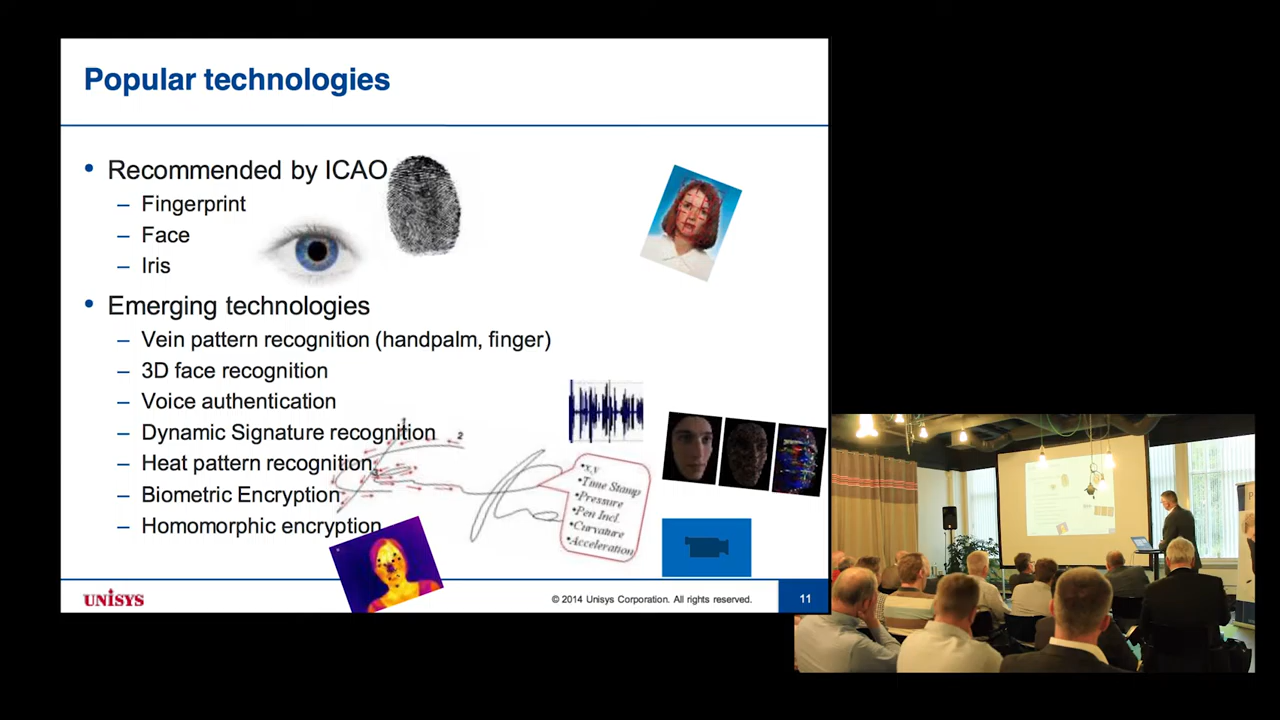 Popular technologies
• Recommended by ICAO
– Fingerprint
– Face
– Iris
• Emerging technologies
– Vein pattern recognition (handpalm, finger)
– 3D face recognition
– Voice authentication
– Dynamic Signature recognition
– Heat pattern recognition
– Biometric Encryption
– Homomorphic encryption
1
2
•x,y
•Time Stamp
•Pressure
•Pen Incl.
•Curvature
•Acceleration
UNISYS
© 2014 Unisys Corporation. All rights reserved.
11